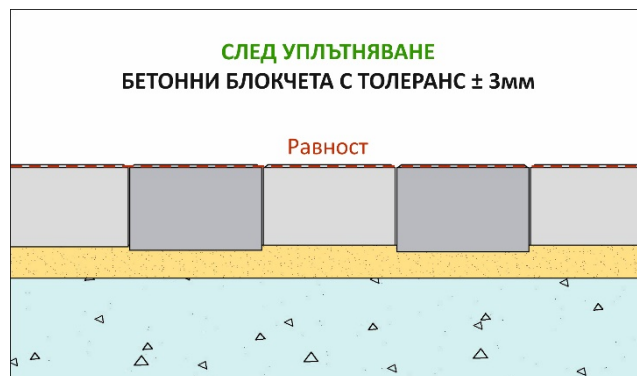 СЛЕД УПЛЪТНЯВАНЕ
БЕТОННИ БЛОКЧЕТА С ТОЛЕРАНС ± 3мм
Равност